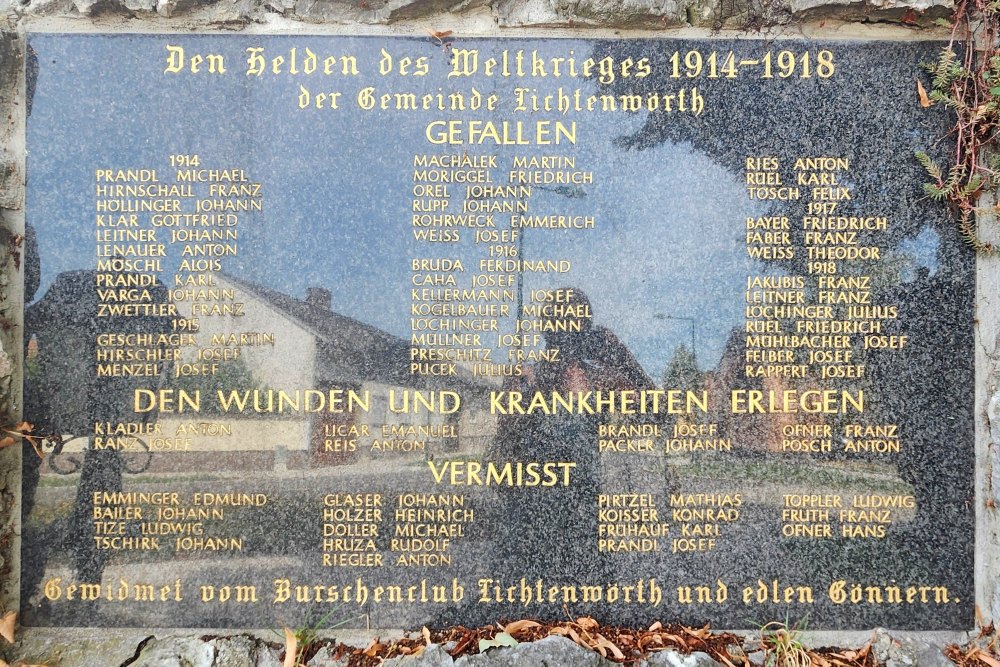 Den Helden des Weltkrieges 1914–1918
der Gemeinde Lichtenwörth
GEFALLEN
1914
PRANDL MICHAEL
HIRNSCHALL FRANZ
HOLLINGER JOHANN
KLAR GOTTFRIED
LEITNER JOHANN
LENAUER ANTON
MÖSCHL ALOIS
PRANDL KARL
VARGA JOHANN
ZWETTLER FRANZ
1915
GESCHLAGER MARTIN
HIRSCHLER JOSEF
MENZEL JOSEF
MACHALEK MARTIN
MORIGGEL FRIEDRICH
OREL JOHANN
RUPP JOHANN
ROHRWECK EMMERICH
WEISS JOSEF
1916
BRUDA FERDINAND
CAHA JOSEF
KELLERMANN JOSEF
KOGELBAUER MICHAEL
LOCHINGER JOHANN
MÜLLNER JOSEF
PRESCHITZ FRANZ
PUCEK JULIUS
RIES ANTON
RUEL KARL
TOSCH FELIX
1917
BAYER FRIEDRICH
FABER FRANZ
WEISS THEODOR
1918
JAKUBIS FRANZ
LEITNER FRANZ
LOCHINGER JULIUS
RUEL FRIEDRICH
MÜHLBACHER JOSEF
FELBER JOSEF
RAPPERT JOSEF
DEN WUNDEN UND KRANKHEITEN ERLEGEN
KLADLER ANTON
RANZ JOSEF
LICAR EMANUEL
REIS ANTON
BRANDL JOSEF
PACKER JOHANN
OFNER FRANZ
POSCH ANTON
VERMISST
EMMINGER EDMUND
BAILER JOHANN
TIZE LUDWIG
TSCHIRK JOHANN
GLASER JOHANN
HOLZER HEINRICH
DOLLER MICHAEL
HRUZA RUDOLF
RIEGLER ANTON
PIRTZEL MATHIAS
KOISSER KONRAD
FRÜHAUF KARL
PRANDL JOSEF
TOPPLER LUDWIG
FRUTH FRANZ
OFNER HANS
Gewidmet vom Burschenclub Lichtenwörth und edlen Gönnern.